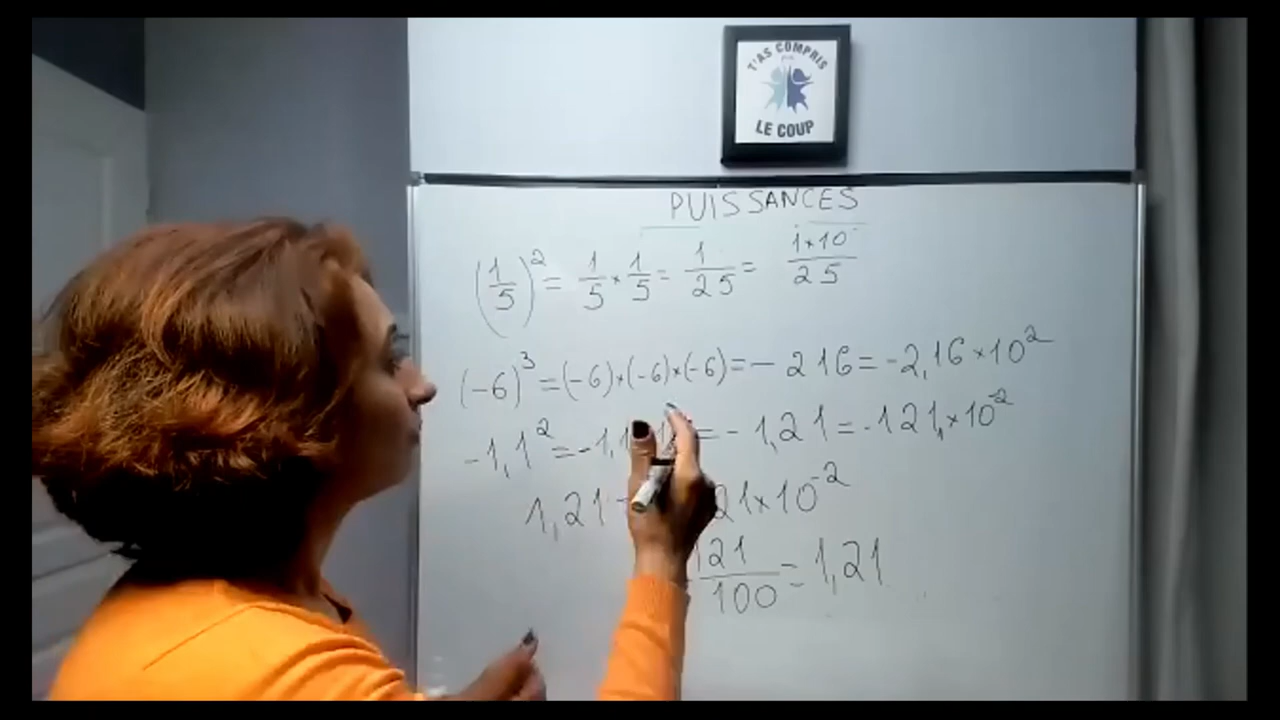 T'AS COMPRIS
LE COUP
PUISSANCES
(1/5)² = 1/5 × 1/5 = 1/25 = 1×10/25
(-6)³ = (-6)×(-6)×(-6) = -216 = -2,16×10²
-1,1² = -1,1 = -1,21 = -121,×10⁻²
1,21 = 21×10⁻²
121/100 = 1,21